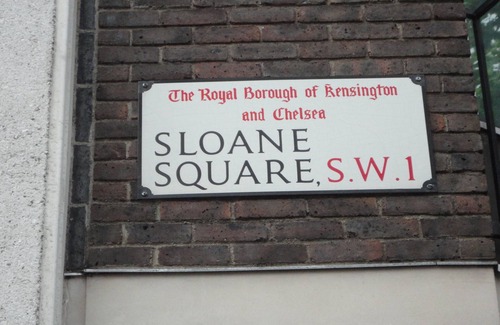 The Royal Borough of Kensington
and Chelsea
SLOANE
SQUARE, S.W.1